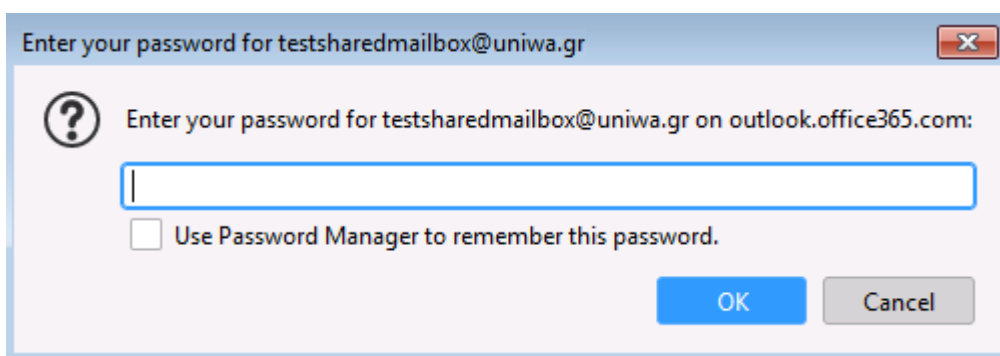 Enter your password for testsharedmailbox@uniwa.gr
Enter your password for testsharedmailbox@uniwa.gr on outlook.office365.com:
Use Password Manager to remember this password.
OK Cancel